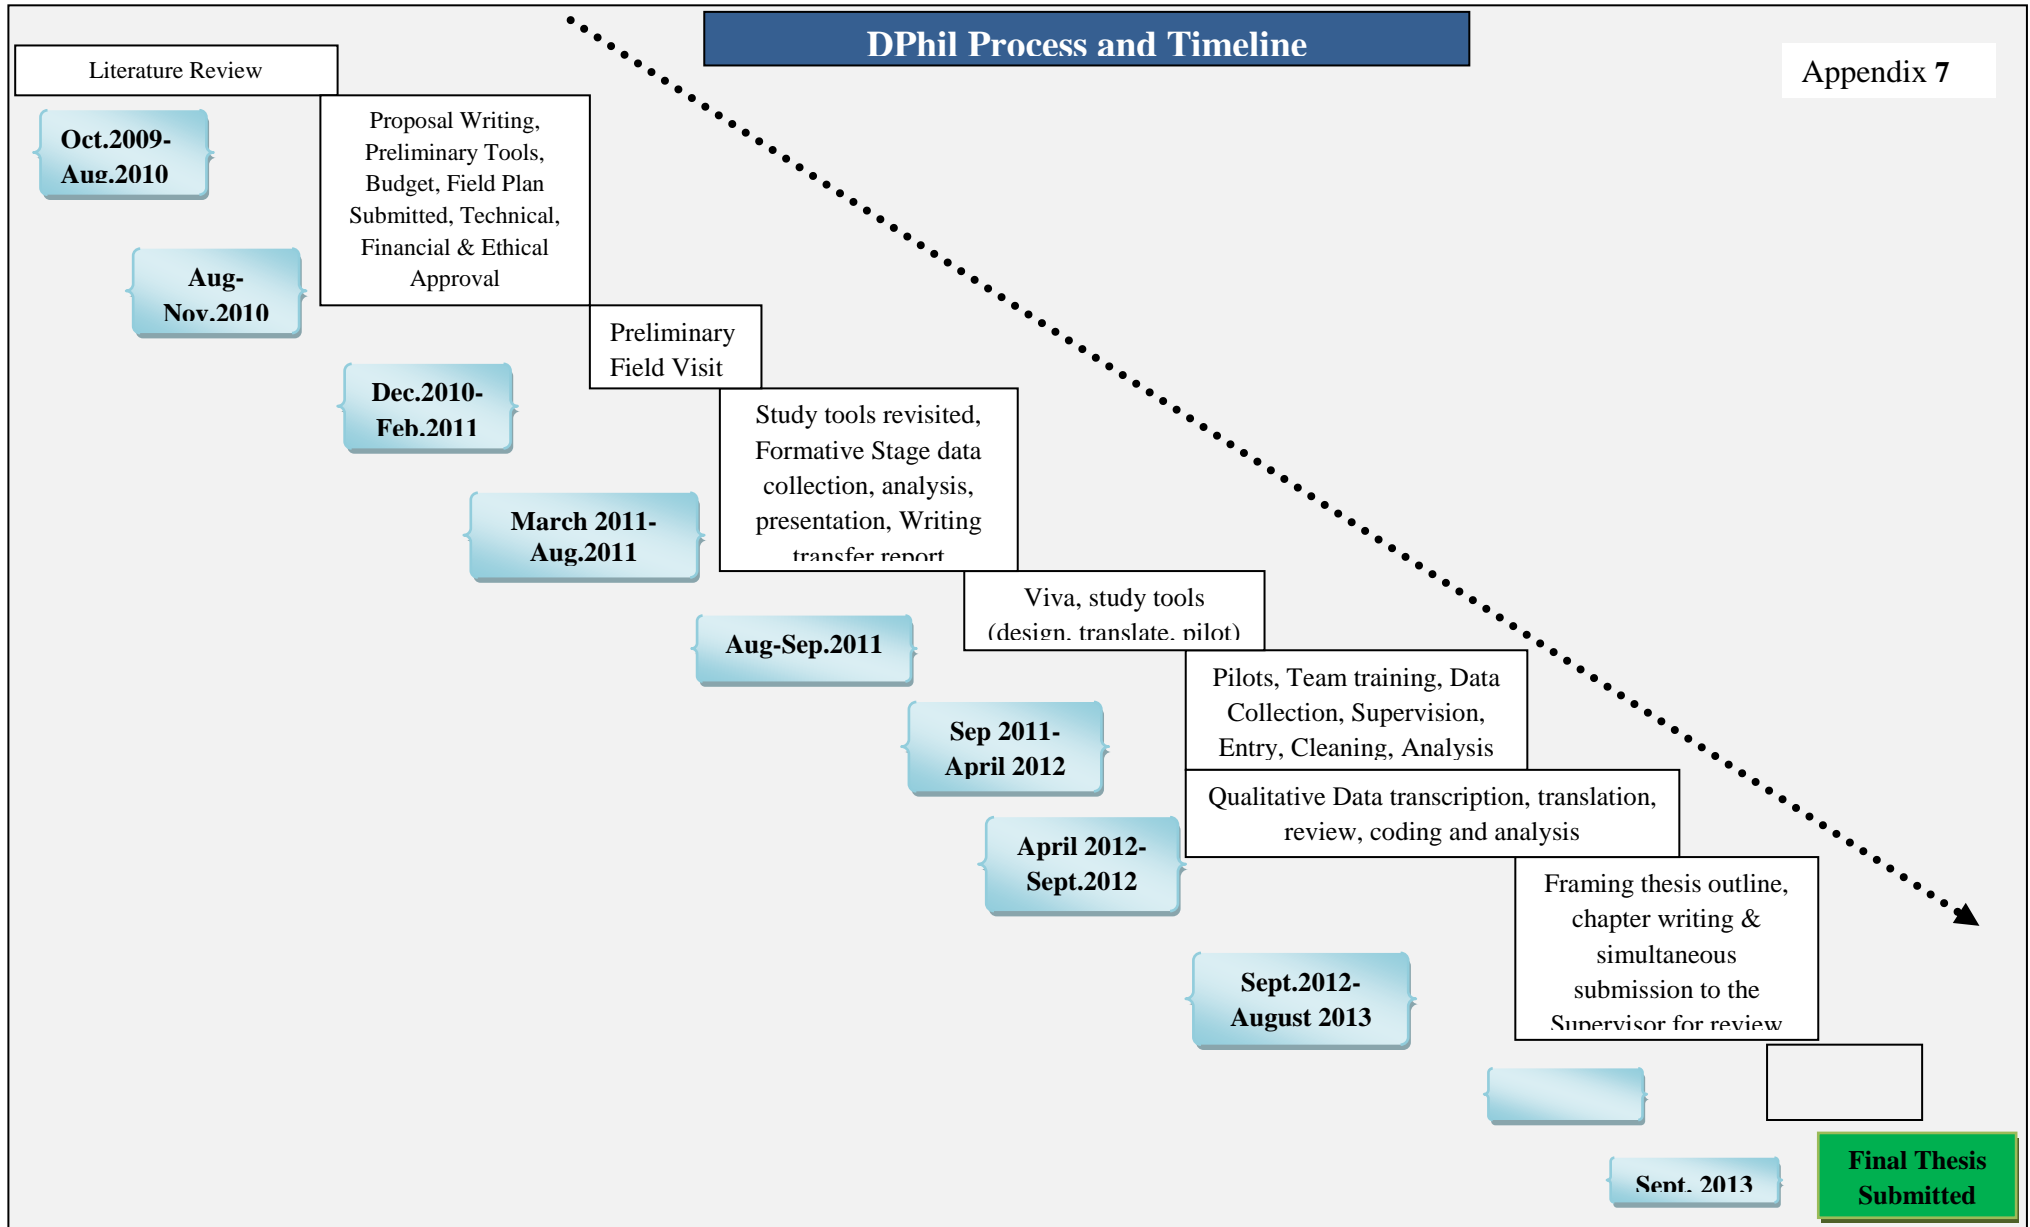 DPhil Process and Timeline
Appendix 7
Literature Review
Oct.2009-
Aug.2010
Proposal Writing,
Preliminary Tools,
Budget, Field Plan
Submitted, Technical,
Financial & Ethical
Approval
Aug-
Nov.2010
Preliminary
Field Visit
Dec.2010-
Feb.2011
Study tools revisited,
Formative Stage data
collection, analysis,
presentation, Writing
transfer report
March 2011-
Aug.2011
Viva, study tools
(design, translate, pilot)
Aug-Sep.2011
Pilots, Team training, Data
Collection, Supervision,
Entry, Cleaning, Analysis
Sep 2011-
April 2012
Qualitative Data transcription, translation,
review, coding and analysis
April 2012-
Sept.2012
Framing thesis outline,
chapter writing &
simultaneous
submission to the
Supervisor for review
Sept.2012-
August 2013
Final Thesis
Submitted
Sept. 2013